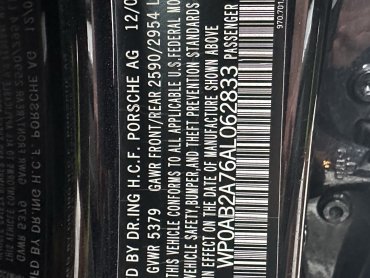 D BY DR.ING H.C.F. PORSCHE AG 12/0
GVWR 5379 GAWR FRONT/REAR 2590/2954 L
THIS VEHICLE CONFORMS TO ALL APPLICABLE U.S.FEDERAL MO
SAFETY,BUMPER,AND THEFT PREVENTION STANDARDS
IN EFFECT ON THE DATE OF MANUFACTURE SHOWN
WP0AB2A76AL062833 PASSENGER
970701